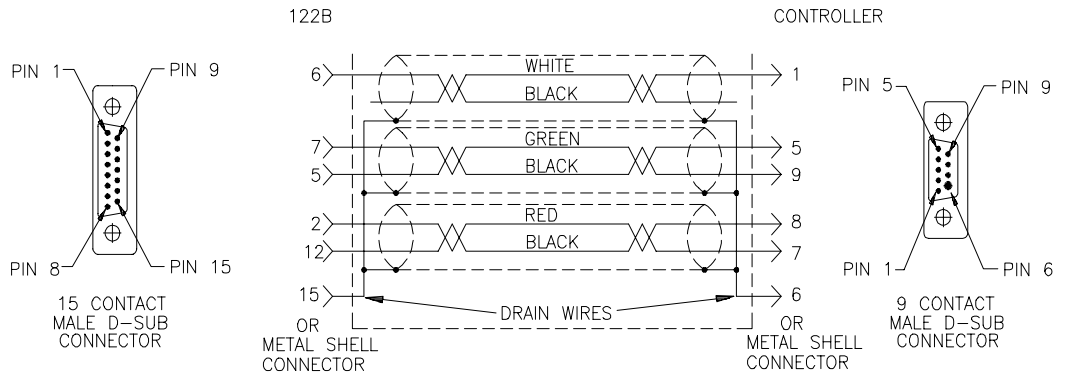 122B
CONTROLLER
PIN 1
PIN 9
PIN 8
PIN 15
15 CONTACT
MALE D-SUB
CONNECTOR
6
WHITE
BLACK
1
7
GREEN
5
5
BLACK
9
2
RED
8
12
BLACK
7
15
DRAIN WIRES
6
OR
METAL SHELL
CONNECTOR
OR
METAL SHELL
CONNECTOR
PIN 5
PIN 9
PIN 1
PIN 6
9 CONTACT
MALE D-SUB
CONNECTOR